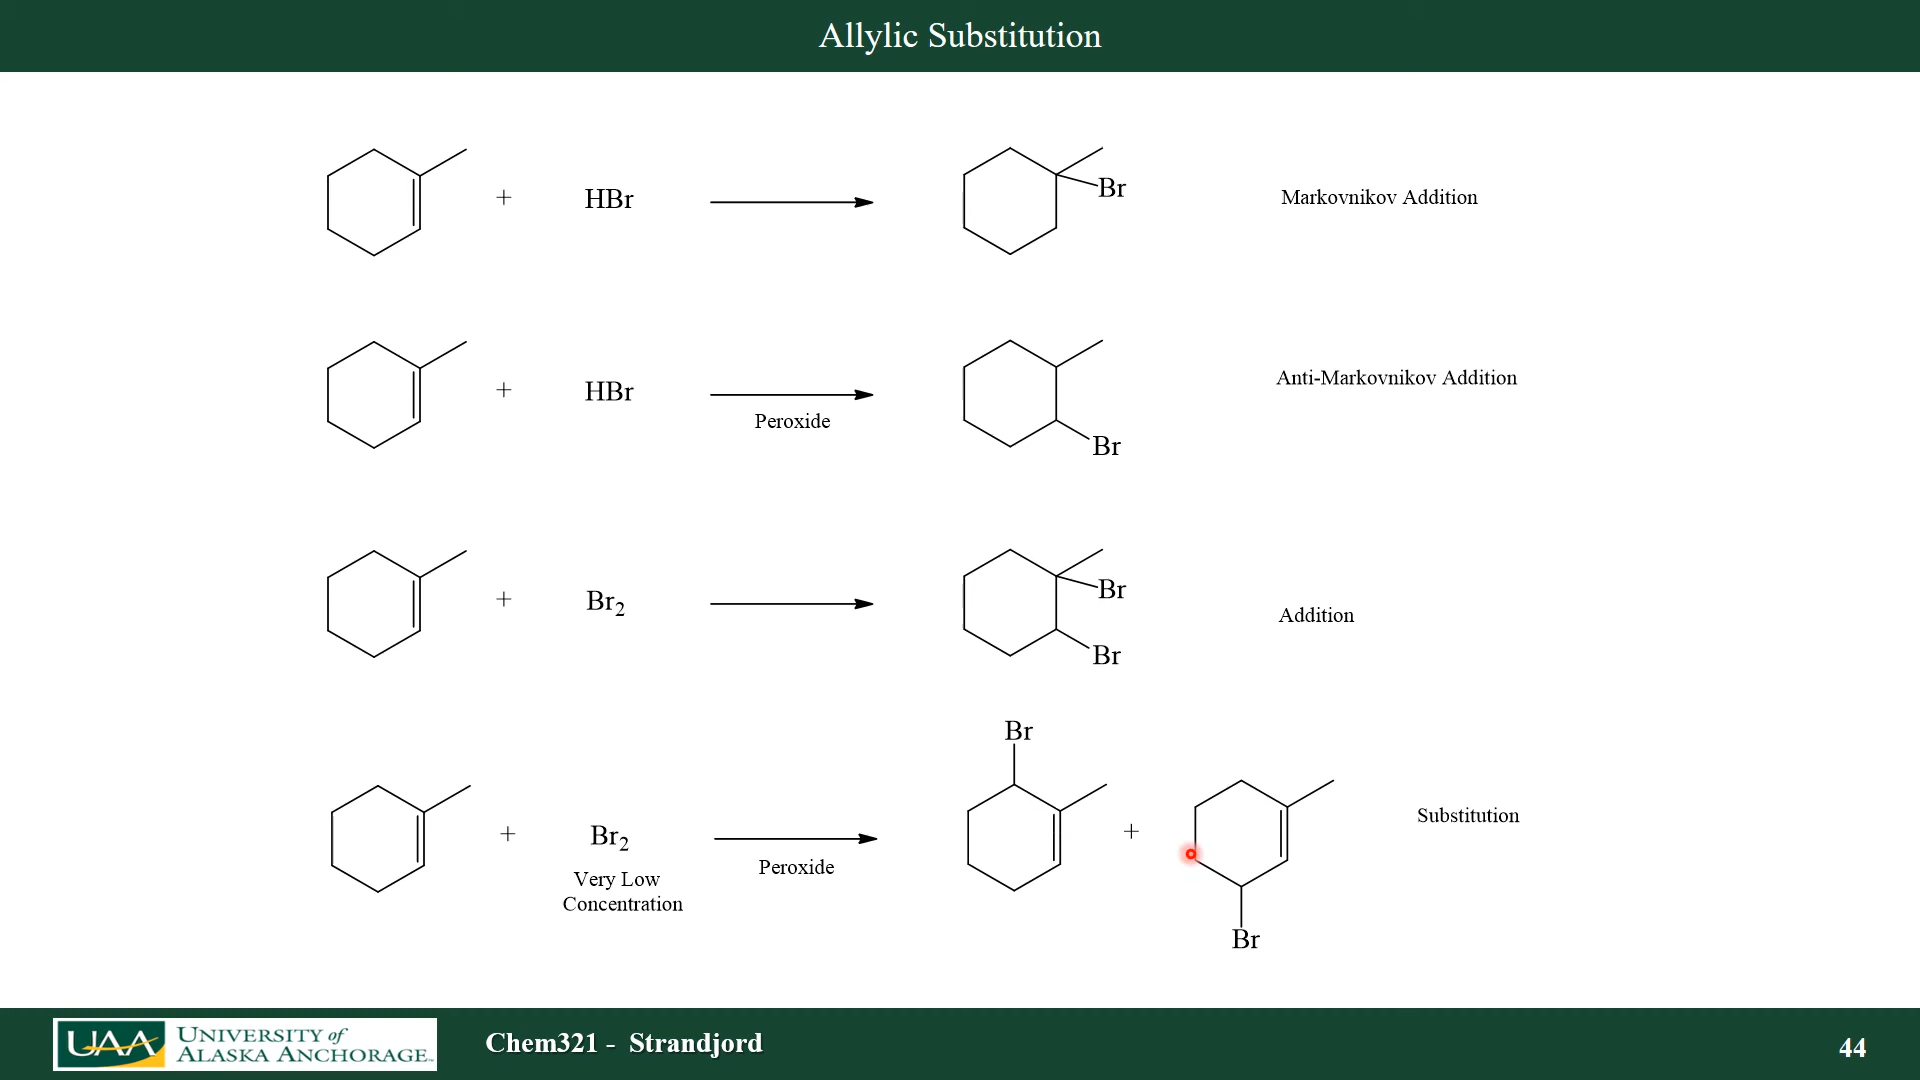 Allylic Substitution
+ HBr Br Markovnikov Addition
+ HBr Peroxide Br Anti-Markovnikov Addition
+ Br2 Br Br Addition
Br
+ Br2 Peroxide + Substitution
Very Low
Concentration
Br
UAA UNIVERSITY of
ALASKA ANCHORAGE
Chem321 - Strandjord
44